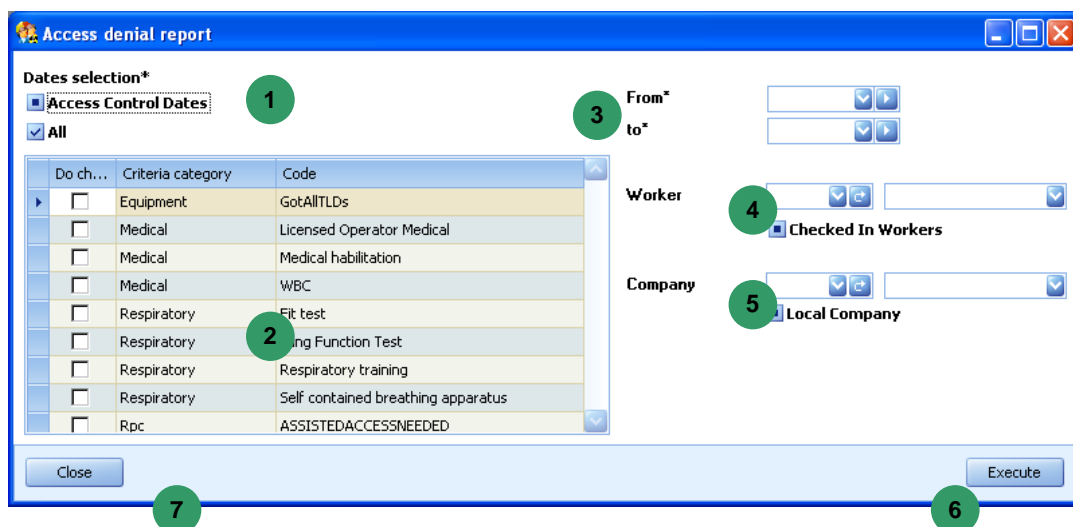 Access denial report
Dates selection*
Access Control Dates
1
All
Do ch... Criteria category Code
Equipment GotAllTLDs
Medical Licensed Operator Medical
Medical Medical habilitation
Medical WBC
Respiratory Fit test
Respiratory Function Test
2
Respiratory Respiratory training
Respiratory Self contained breathing apparatus
Rpc ASSISTEDACCESSNEEDED
3
From*
to*
Worker
4
Checked In Workers
Company
5
Local Company
Close
7
Execute
6